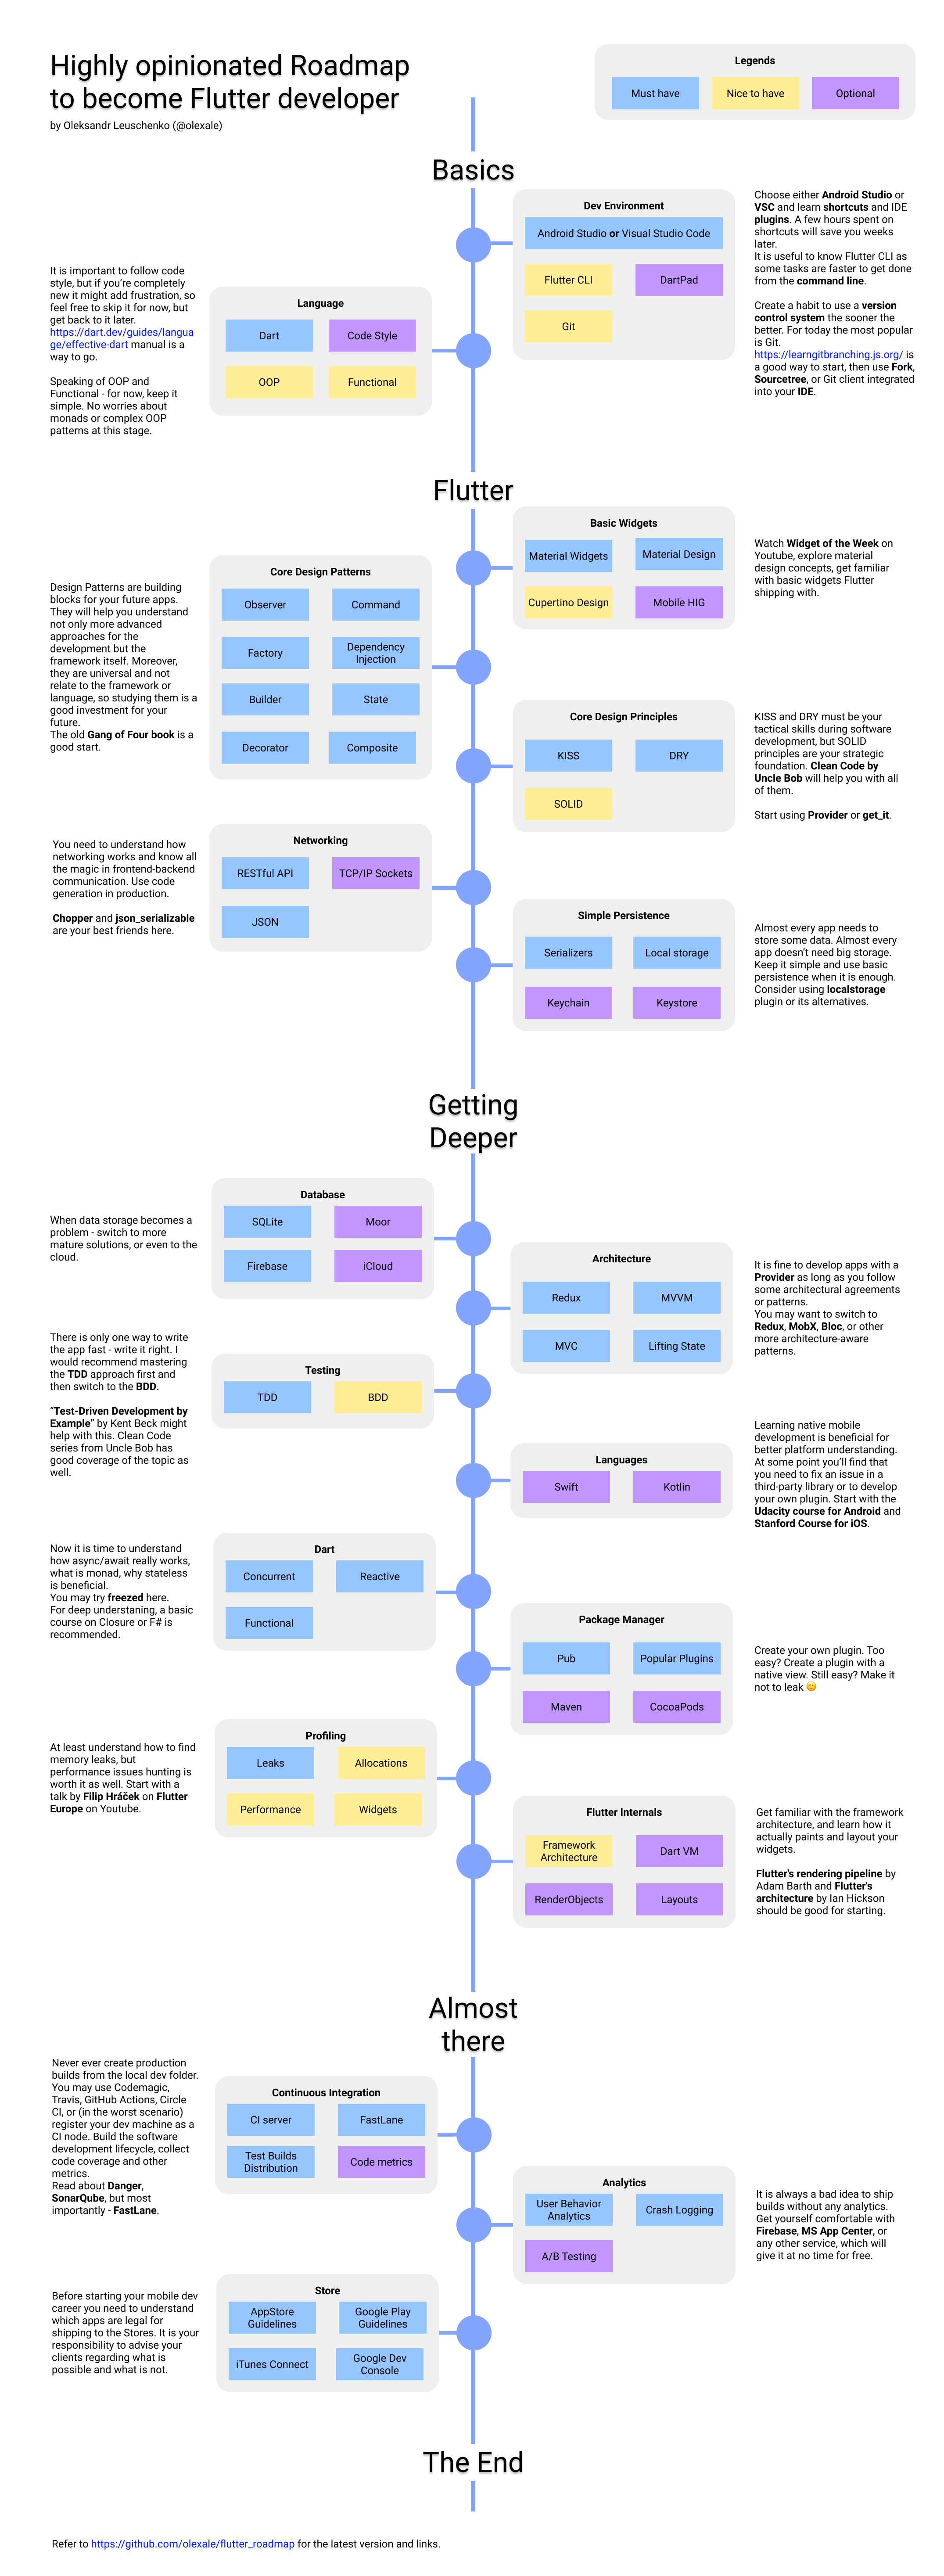 Highly opinionated Roadmap
to become Flutter developer
by Oleksandr Leuschenko (@olexale)
Legends
Must have
Nice to have
Optional
Basics
Dev Environment
Android Studio or Visual Studio Code
Flutter CLI
DartPad
Git
Choose either Android Studio or
VSC and learn shortcuts and IDE
plugins. A few hours spent on
shortcuts will save you weeks
later.
It is useful to know Flutter CLI as
some tasks are faster to get done
from the command line.
Create a habit to use a version
control system the sooner the
better. For today the most popular
is Git.
https://learngitbranching.js.org/ is
a good way to start, then use Fork,
Sourcetree, or Git client integrated
into your IDE.
It is important to follow code
style, but if you're completely
new it might add frustration, so
feel free to skip it for now, but
get back to it later.
https://dart.dev/guides/langua
ge/effective-dart manual is a
way to go.
Speaking of OOP and
Functional - for now, keep it
simple. No worries about
monads or complex OOP
patterns at this stage.
Language
Dart
Code Style
OOP
Functional
Flutter
Basic Widgets
Material Widgets
Material Design
Cupertino Design
Mobile HIG
Watch Widget of the Week on
Youtube, explore material
design concepts, get familiar
with basic widgets Flutter
shipping with.
Design Patterns are building
blocks for your future apps.
They will help you understand
not only more advanced
approaches for the
development but the
framework itself. Moreover,
they are universal and not
relate to the framework or
language, so studying them is a
good investment for your
future.
The old Gang of Four book is a
good start.
Core Design Patterns
Observer
Command
Factory
Dependency
Injection
Builder
State
Decorator
Composite
Core Design Principles
KISS
DRY
SOLID
KISS and DRY must be your
tactical skills during software
development, but SOLID
principles are your strategic
foundation. Clean Code by
Uncle Bob will help you with all
of them.
Start using Provider or get_it.
You need to understand how
networking works and know all
the magic in frontend-backend
communication. Use code
generation in production.
Chopper and json_serializable
are your best friends here.
Networking
RESTful API
TCP/IP Sockets
JSON
Simple Persistence
Serializers
Local storage
Keychain
Keystore
Almost every app needs to
store some data. Almost every
app doesn't need big storage.
Keep it simple and use basic
persistence when it is enough.
Consider using localstorage
plugin or its alternatives.
Getting
Deeper
When data storage becomes a
problem - switch to more
mature solutions, or even to the
cloud.
Database
SQLite
Moor
Firebase
iCloud
Architecture
Redux
MVVM
MVC
Lifting State
It is fine to develop apps with a
Provider as long as you follow
some architectural agreements
or patterns.
You may want to switch to
Redux, MobX, Bloc, or other
more architecture-aware
patterns.
There is only one way to write
the app fast - write it right. I
would recommend mastering
the TDD approach first and
then switch to the BDD.
"Test-Driven Development by
Example" by Kent Beck might
help with this. Clean Code
series from Uncle Bob has
good coverage of the topic as
well.
Testing
TDD
BDD
Languages
Swift
Kotlin
Learning native mobile
development is beneficial for
better platform understanding.
At some point you'll find that
you need to fix an issue in a
third-party library or to develop
your own plugin. Start with the
Udacity course for Android and
Stanford Course for iOS.
Now it is time to understand
how async/await really works,
what is monad, why stateless
is beneficial.
You may try freezed here.
For deep understaning, a basic
course on Closure or F# is
recommended.
Dart
Concurrent
Reactive
Functional
Package Manager
Pub
Popular Plugins
Maven
CocoaPods
Create your own plugin. Too
easy? Create a plugin with a
native view. Still easy? Make it
not to leak 😀
At least understand how to find
memory leaks, but
performance issues hunting is
worth it as well. Start with a
talk by Filip Hráček on Flutter
Europe on Youtube.
Profiling
Leaks
Allocations
Performance
Widgets
Flutter Internals
Framework
Architecture
Dart VM
RenderObjects
Layouts
Get familiar with the framework
architecture, and learn how it
actually paints and layout your
widgets.
Flutter's rendering pipeline by
Adam Barth and Flutter's
architecture by Ian Hickson
should be good for starting.
Almost
there
Never ever create production
builds from the local dev folder.
You may use Codemagic,
Travis, GitHub Actions, Circle
CI, or (in the worst scenario)
register your dev machine as a
CI node. Build the software
development lifecycle, collect
code coverage and other
metrics.
Read about Danger,
SonarQube, but most
importantly - FastLane.
Continuous Integration
CI server
FastLane
Test Builds
Distribution
Code metrics
Analytics
User Behavior
Analytics
Crash Logging
A/B Testing
It is always a bad idea to ship
builds without any analytics.
Get yourself comfortable with
Firebase, MS App Center, or
any other service, which will
give it at no time for free.
Before starting your mobile dev
career you need to understand
which apps are legal for
shipping to the Stores. It is your
responsibility to advise your
clients regarding what is
possible and what is not.
Store
AppStore
Guidelines
Google Play
Guidelines
iTunes Connect
Google Dev
Console
The End
Refer to https://github.com/olexale/flutter_roadmap for the latest version and links.